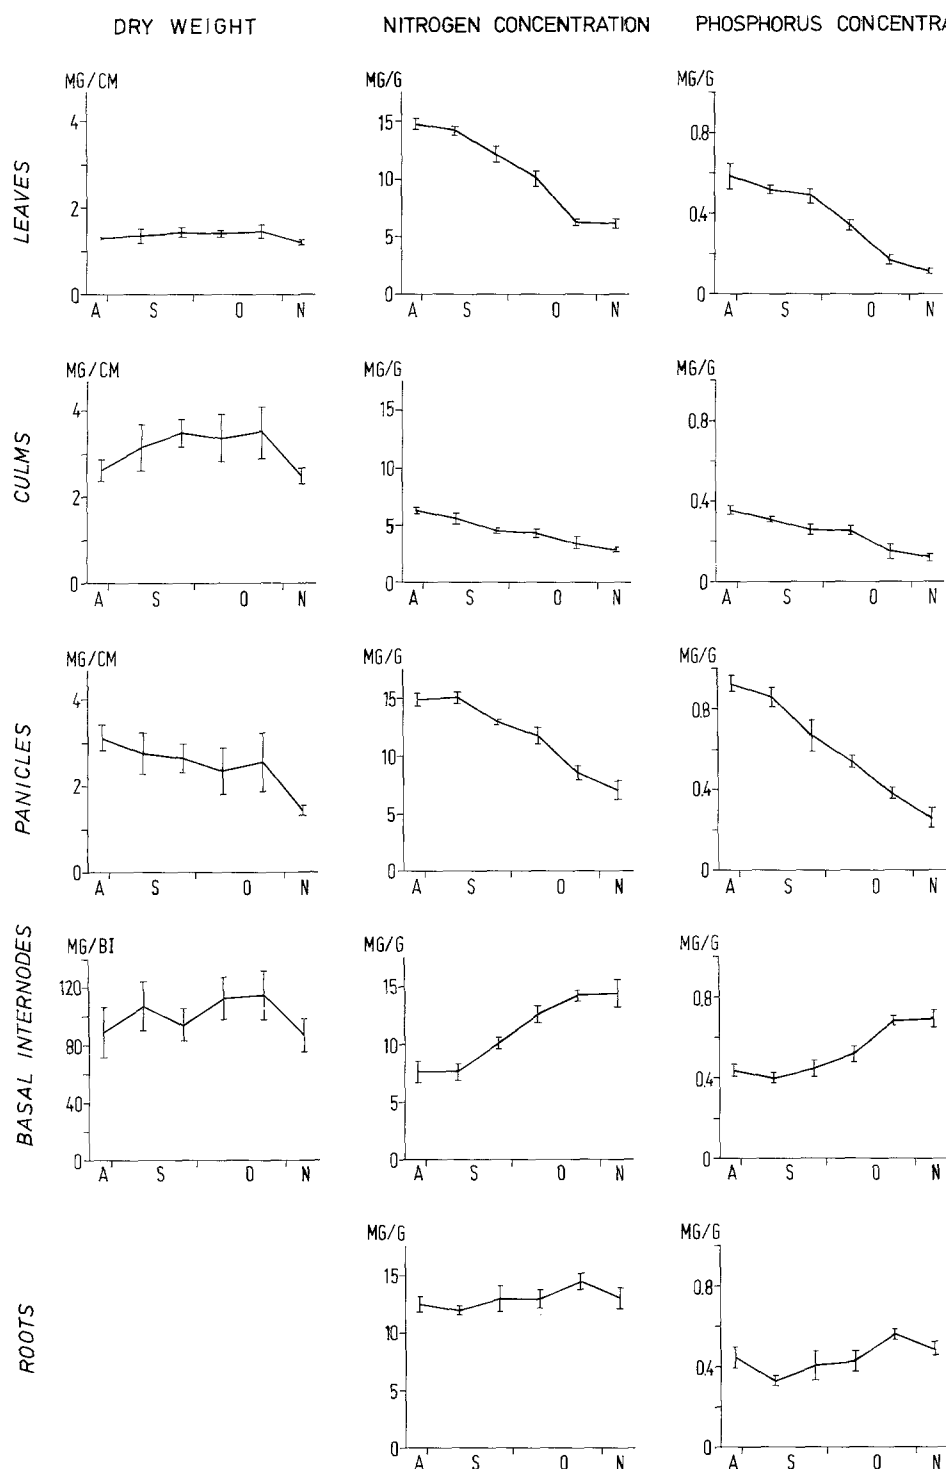 DRY WEIGHT
NITROGEN CONCENTRATION
PHOSPHORUS CONCENTRA
LEAVES
MG/CM
4
2
0
A S O N
MG/G
15
10
5
0
A S O N
MG/G
0.8
0.4
0
A S O N
CULMS
MG/CM
4
2
0
A S O N
MG/G
15
10
5
0
A S O N
MG/G
0.8
0.4
0
A S O N
PANICLES
MG/CM
4
2
0
A S O N
MG/G
15
10
5
0
A S O N
MG/G
0.8
0.4
0
A S O N
BASAL INTERNODES
MG/BI
120
80
40
0
A S O N
MG/G
15
10
5
0
A S O N
MG/G
0.8
0.4
0
A S O N
ROOTS
MG/G
15
10
5
0
A S O N
MG/G
0.8
0.4
0
A S O N